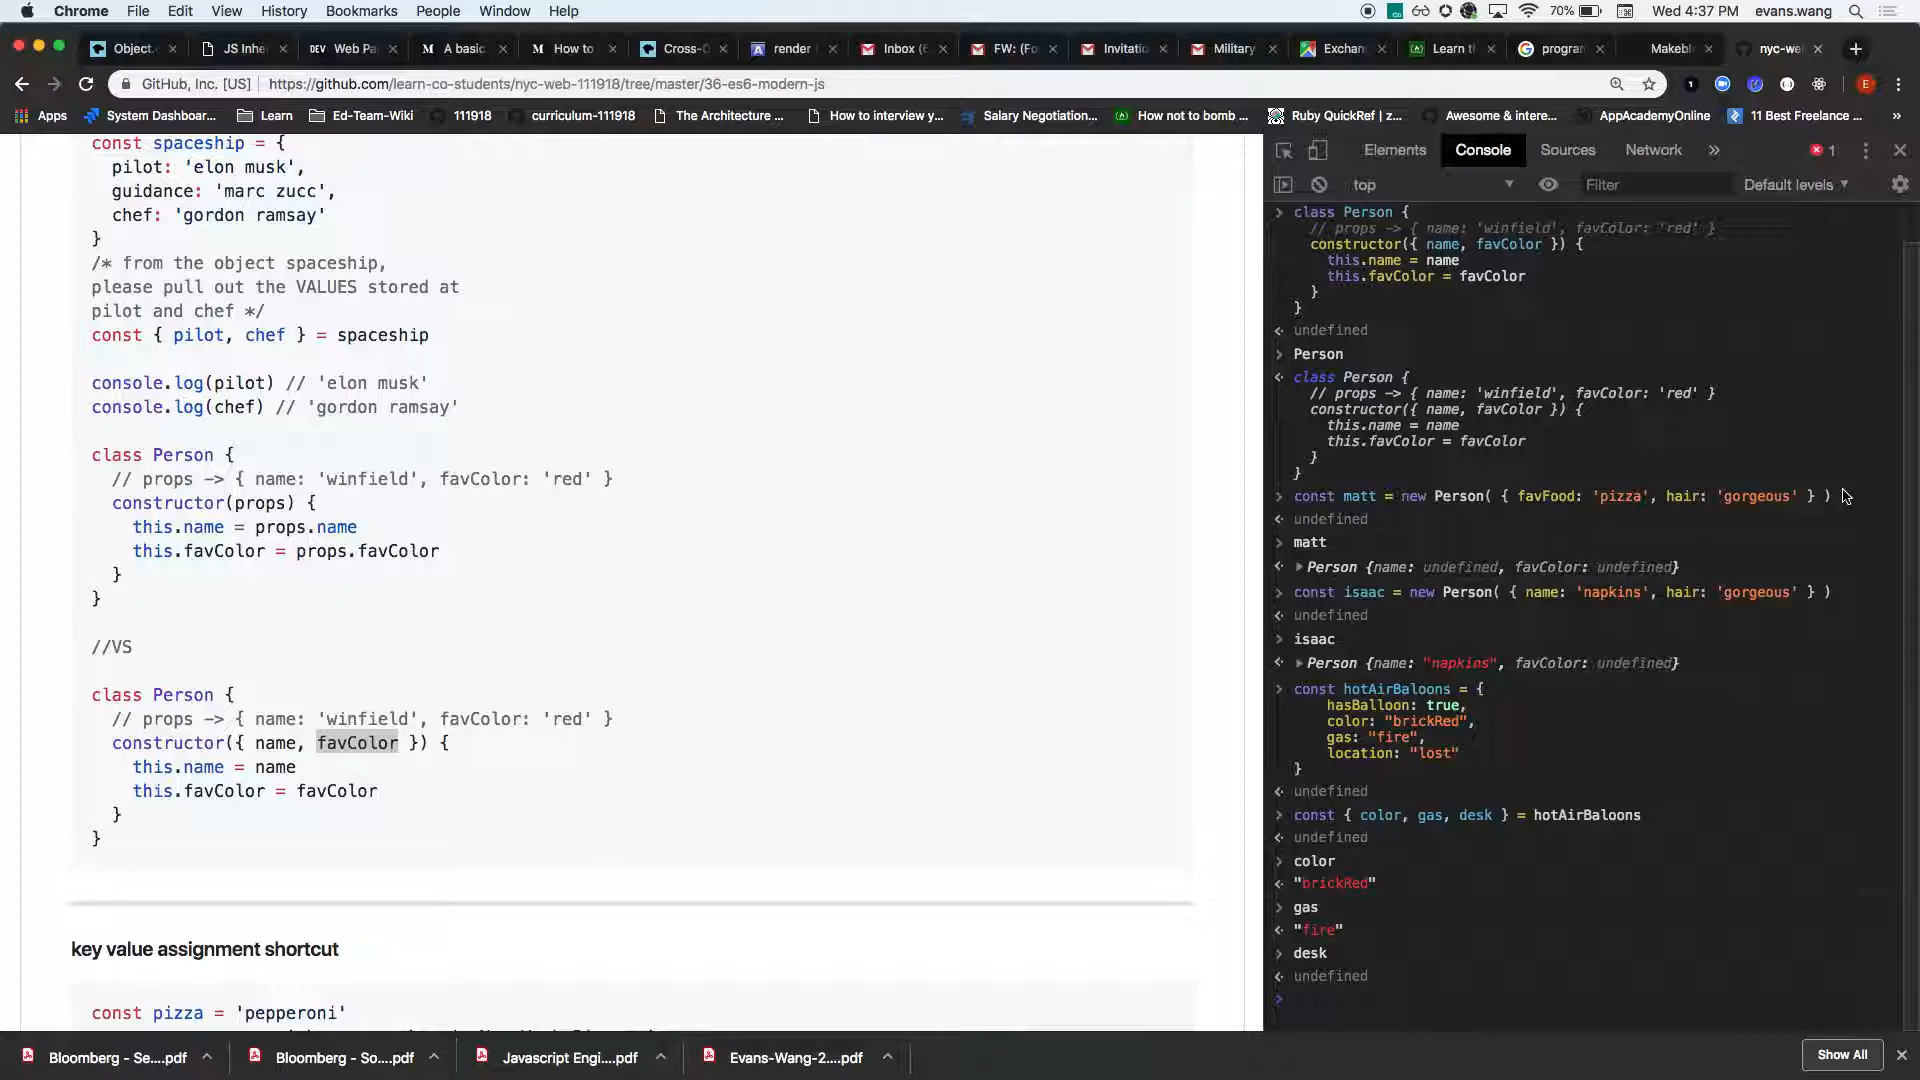 Chrome File Edit View History Bookmarks People Window Help 70% Wed 4:37 PM evans.wang
Object. JS Inhe DEV Web Pa M A basic M How to Cross-O render Inbox (6 FW: (Fo Invitatio Military Exchan Learn t program Makeble nyc-we
GitHub, Inc. [US] https://github.com/learn-co-students/nyc-web-111918/tree/master/36-es6-modern-js
Apps System Dashboar... Learn Ed-Team-Wiki 111918 curriculum-111918 The Architecture ... How to interview y... Salary Negotiation... How not to bomb ... Ruby QuickRef | z... Awesome & intere... AppAcademyOnline 11 Best Freelance ... »
const spaceship = {
pilot: 'elon musk',
guidance: 'marc zucc',
chef: 'gordon ramsay'
}
/* from the object spaceship,
please pull out the VALUES stored at
pilot and chef */
const { pilot, chef } = spaceship
console.log(pilot) // 'elon musk'
console.log(chef) // 'gordon ramsay'
class Person {
// props -> { name: 'winfield', favColor: 'red' }
constructor(props) {
this.name = props.name
this.favColor = props.favColor
}
}
//VS
class Person {
// props -> { name: 'winfield', favColor: 'red' }
constructor({ name, favColor }) {
this.name = name
this.favColor = favColor
}
}
key value assignment shortcut
const pizza = 'pepperoni'
Elements Console Sources Network » 1
top Filter Default levels
class Person {
// props -> { name: 'winfield', favColor: 'red' }
constructor({ name, favColor }) {
this.name = name
this.favColor = favColor
}
}
undefined
Person
class Person {
// props -> { name: 'winfield', favColor: 'red' }
constructor({ name, favColor }) {
this.name = name
this.favColor = favColor
}
}
const matt = new Person( { favFood: 'pizza', hair: 'gorgeous' } )
undefined
matt
Person {name: undefined, favColor: undefined}
const isaac = new Person( { name: 'napkins', hair: 'gorgeous' } )
undefined
isaac
Person {name: "napkins", favColor: undefined}
const hotAirBaloons = {
hasBalloon: true,
color: "brickRed",
gas: "fire",
location: "lost"
}
undefined
const { color, gas, desk } = hotAirBaloons
undefined
color
"brickRed"
gas
"fire"
desk
undefined
Bloomberg - Se....pdf Bloomberg - So....pdf Javascript Engi....pdf Evans-Wang-2....pdf Show All